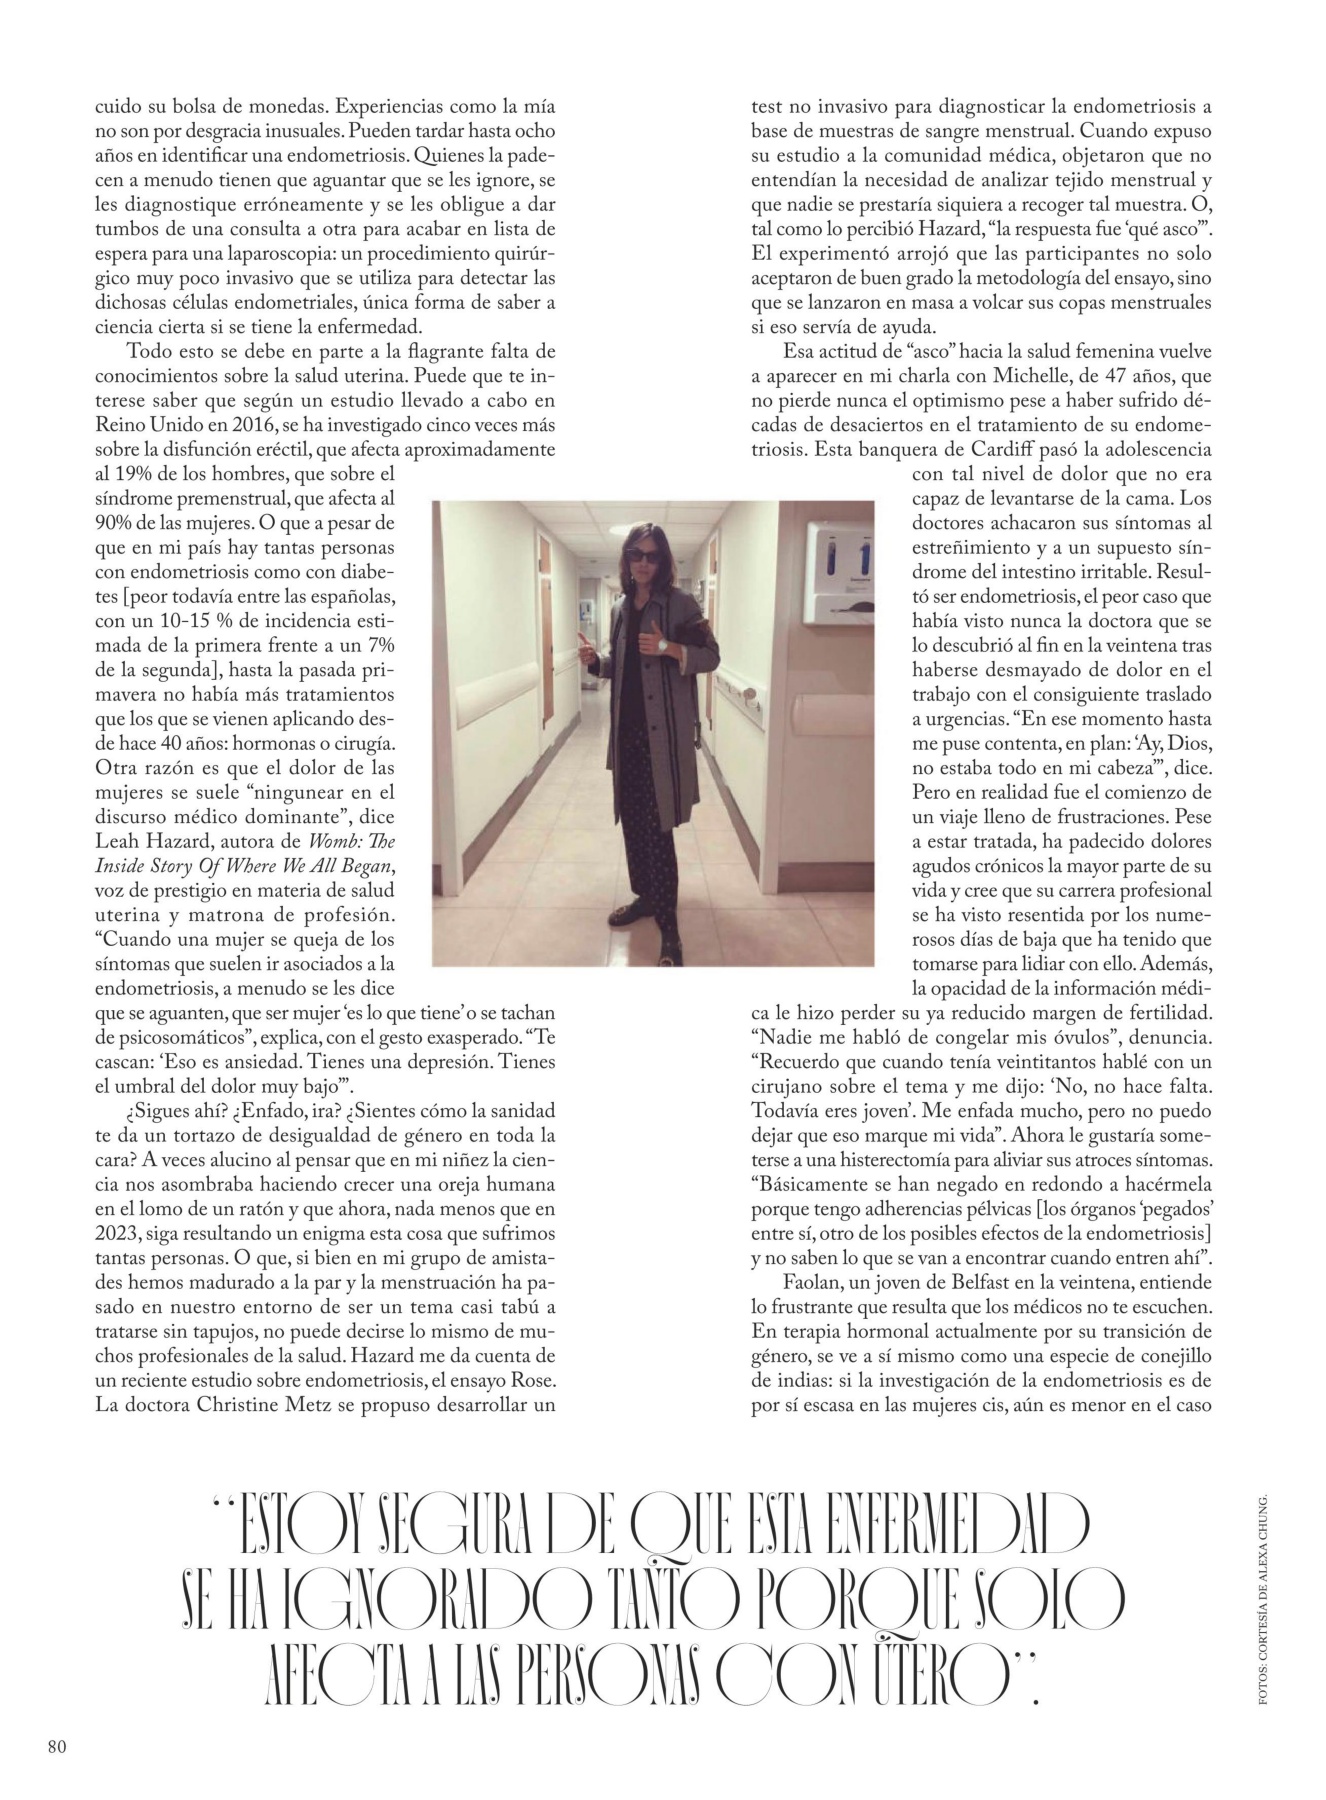 cuido su bolsa de monedas. Experiencias como la mía
no son por desgracia inusuales. Pueden tardar hasta ocho
años en identificar una endometriosis. Quienes la pade-
cen a menudo tienen que aguantar que se les ignore, se
les diagnostique erróneamente y se les obligue a dar
tumbos de una consulta a otra para acabar en lista de
espera para una laparoscopia: un procedimiento quirúr-
gico muy poco invasivo que se utiliza para detectar las
dichosas células endometriales, única forma de saber a
ciencia cierta si se tiene la enfermedad.
Todo esto se debe en parte a la flagrante falta de
conocimientos sobre la salud uterina. Puede que te in-
terese saber que según un estudio llevado a cabo en
Reino Unido en 2016, se ha investigado cinco veces más
sobre la disfunción eréctil, que afecta aproximadamente
al 19% de los hombres, que sobre el
síndrome premenstrual, que afecta al
90% de las mujeres. O que a pesar de
que en mi país hay tantas personas
con endometriosis como con diabe-
tes [peor todavía entre las españolas,
con un 10-15 % de incidencia esti-
mada de la primera frente a un 7%
de la segunda], hasta la pasada pri-
mavera no había más tratamientos
que los que se vienen aplicando des-
de hace 40 años: hormonas o cirugía.
Otra razón es que el dolor de las
mujeres se suele “ningunear en el
discurso médico dominante”, dice
Leah Hazard, autora de Womb: The
Inside Story Of Where We All Began,
voz de prestigio en materia de salud
uterina y matrona de profesión.
“Cuando una mujer se queja de los
síntomas que suelen ir asociados a la
endometriosis, a menudo se les dice
que se aguanten, que ser mujer ‘es lo que tiene’ o se tachan
de psicosomáticos”, explica, con el gesto exasperado. “Te
cascan: ‘Eso es ansiedad. Tienes una depresión. Tienes
el umbral del dolor muy bajo’”.
¿Sigues ahí? ¿Enfado, ira? ¿Sientes cómo la sanidad
te da un tortazo de desigualdad de género en toda la
cara? A veces alucino al pensar que en mi niñez la cien-
cia nos asombraba haciendo crecer una oreja humana
en el lomo de un ratón y que ahora, nada menos que en
2023, siga resultando un enigma esta cosa que sufrimos
tantas personas. O que, si bien en mi grupo de amista-
des hemos madurado a la par y la menstruación ha pa-
sado en nuestro entorno de ser un tema casi tabú a
tratarse sin tapujos, no puede decirse lo mismo de mu-
chos profesionales de la salud. Hazard me da cuenta de
un reciente estudio sobre endometriosis, el ensayo Rose.
La doctora Christine Metz se propuso desarrollar un
test no invasivo para diagnosticar la endometriosis a
base de muestras de sangre menstrual. Cuando expuso
su estudio a la comunidad médica, objetaron que no
entendían la necesidad de analizar tejido menstrual y
que nadie se prestaría siquiera a recoger tal muestra. O,
tal como lo percibió Hazard, “la respuesta fue ‘qué asco’”.
El experimentó arrojó que las participantes no solo
aceptaron de buen grado la metodología del ensayo, sino
que se lanzaron en masa a volcar sus copas menstruales
si eso servía de ayuda.
Esa actitud de “asco” hacia la salud femenina vuelve
a aparecer en mi charla con Michelle, de 47 años, que
no pierde nunca el optimismo pese a haber sufrido dé-
cadas de desaciertos en el tratamiento de su endome-
triosis. Esta banquera de Cardiff pasó la adolescencia
con tal nivel de dolor que no era
capaz de levantarse de la cama. Los
doctores achacaron sus síntomas al
estreñimiento y a un supuesto sín-
drome del intestino irritable. Resul-
tó ser endometriosis, el peor caso que
había visto nunca la doctora que se
lo descubrió al fin en la veintena tras
haberse desmayado de dolor en el
trabajo con el consiguiente traslado
a urgencias. “En ese momento hasta
me puse contenta, en plan: ‘Ay, Dios,
no estaba todo en mi cabeza’”, dice.
Pero en realidad fue el comienzo de
un viaje lleno de frustraciones. Pese
a estar tratada, ha padecido dolores
agudos crónicos la mayor parte de su
vida y cree que su carrera profesional
se ha visto resentida por los nume-
rosos días de baja que ha tenido que
tomarse para lidiar con ello. Además,
la opacidad de la información médi-
ca le hizo perder su ya reducido margen de fertilidad.
“Nadie me habló de congelar mis óvulos”, denuncia.
“Recuerdo que cuando tenía veintitantos hablé con un
cirujano sobre el tema y me dijo: ‘No, no hace falta.
Todavía eres joven’. Me enfada mucho, pero no puedo
dejar que eso marque mi vida”. Ahora le gustaría some-
terse a una histerectomía para aliviar sus atroces síntomas.
“Básicamente se han negado en redondo a hacérmela
porque tengo adherencias pélvicas [los órganos ‘pegados’
entre sí, otro de los posibles efectos de la endometriosis]
y no saben lo que se van a encontrar cuando entren ahí”.
Faolan, un joven de Belfast en la veintena, entiende
lo frustrante que resulta que los médicos no te escuchen.
En terapia hormonal actualmente por su transición de
género, se ve a sí mismo como una especie de conejillo
de indias: si la investigación de la endometriosis es de
por sí escasa en las mujeres cis, aún es menor en el caso
“ESTOY SEGURA DE QUE ESTA ENFERMEDAD
SE HA IGNORADO TANTO PORQUE SOLO
AFECTA A LAS PERSONAS CON ÚTERO”.
FOTOS: CORTESÍA DE ALEXA CHUNG.
80